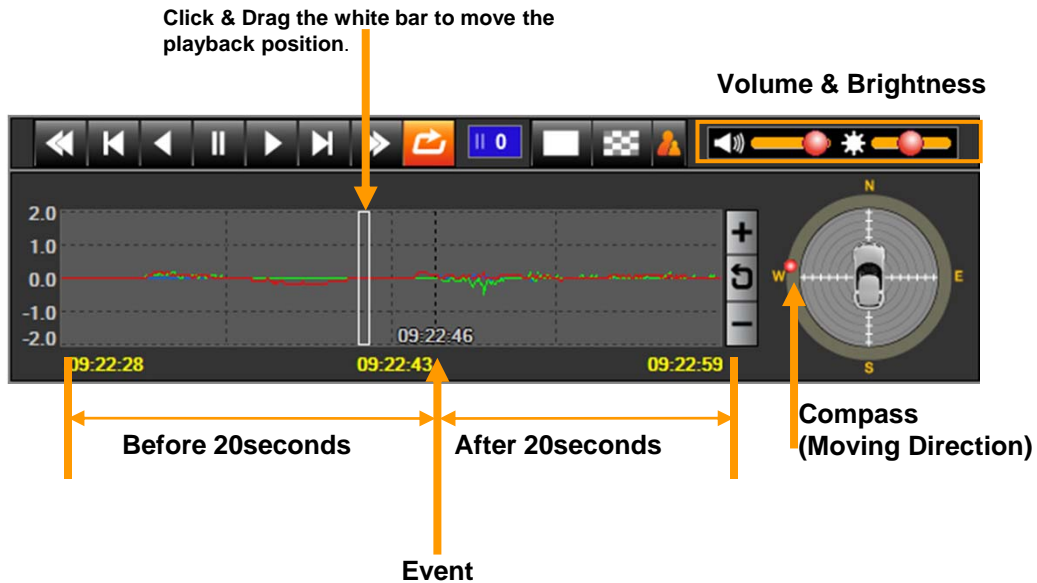 Click & Drag the white bar to move the
playback position.
Volume & Brightness
II 0
N
2.0
1.0
0.0
-1.0
-2.0
W
E
S
09:22:46
09:22:28
09:22:43
09:22:59
Before 20seconds
After 20seconds
Compass
(Moving Direction)
Event